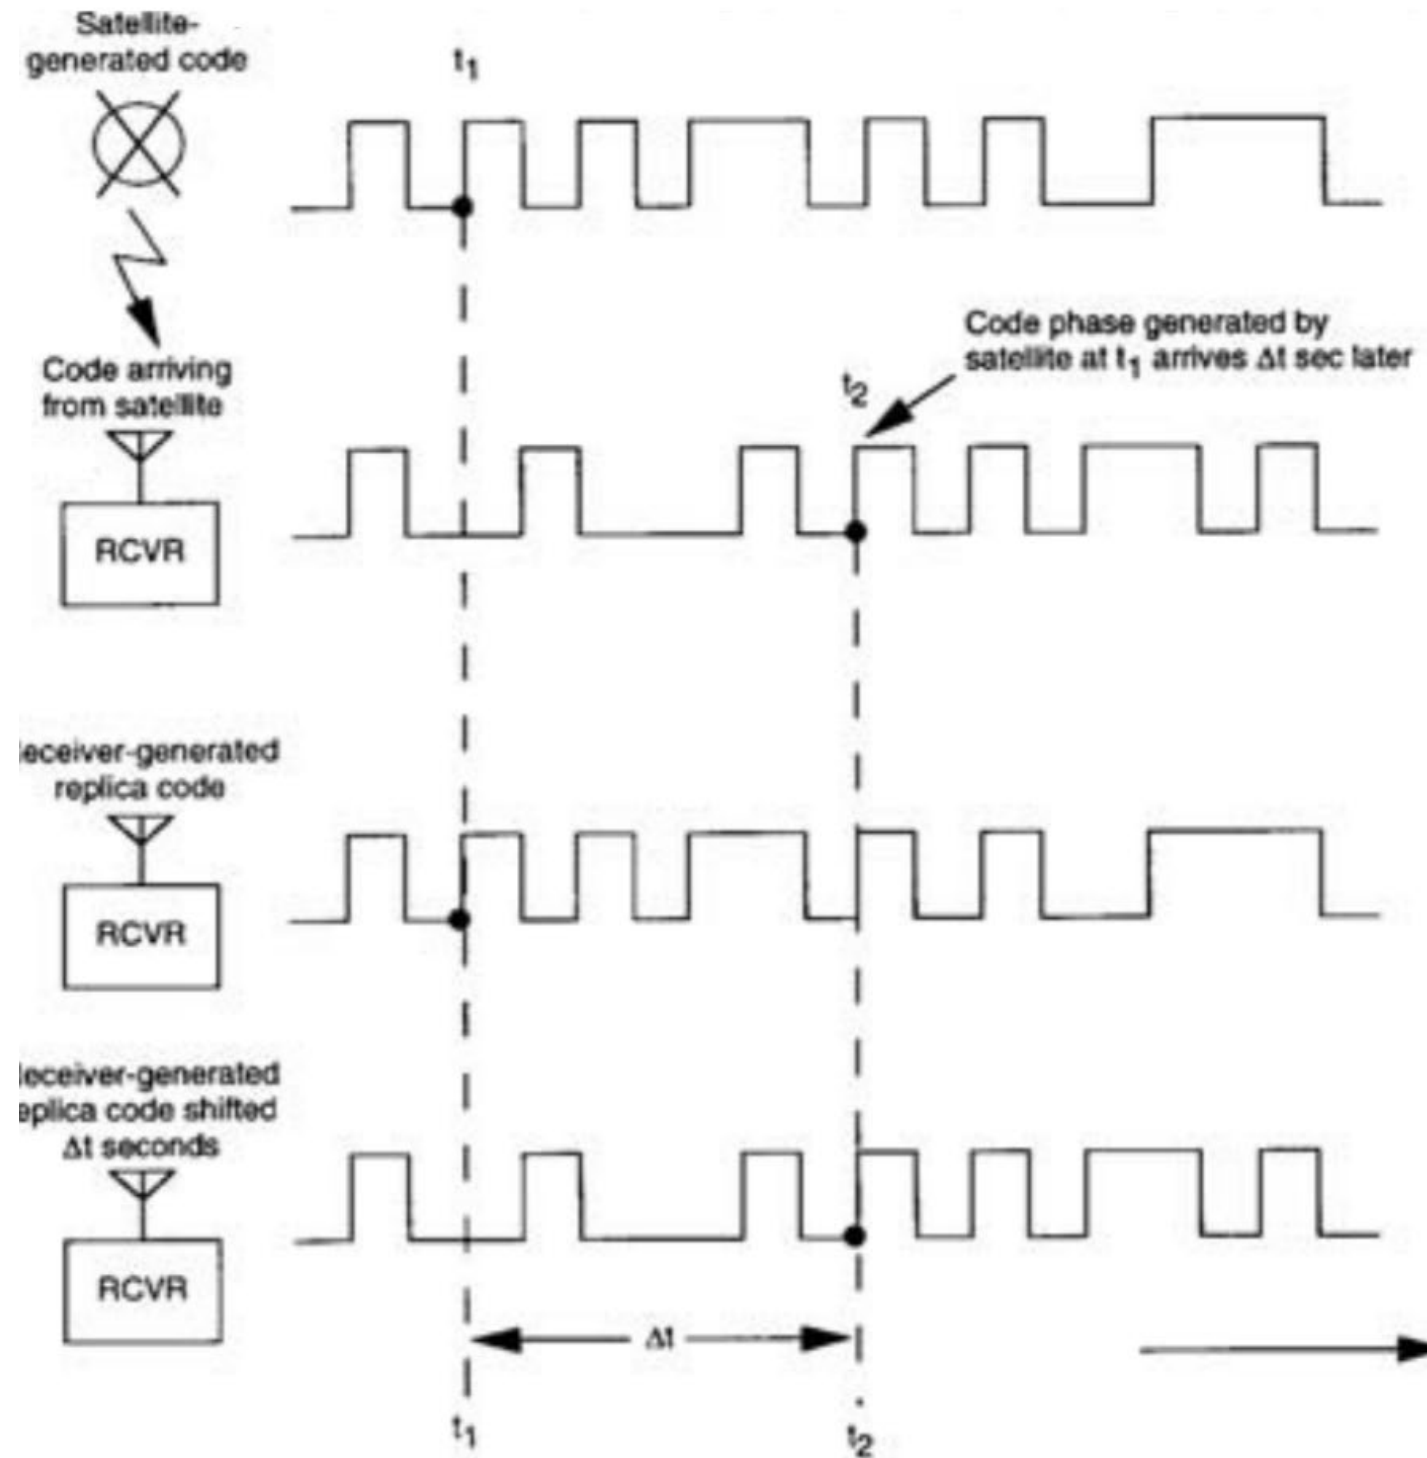 Satellite-
generated code
t1
Code arriving
from satellite
Code phase generated by
satellite at t1 arrives Δt sec later
t2
RCVR
eceiver-generated
replica code
RCVR
eceiver-generated
eplica code shifted
Δt seconds
RCVR
Δt
t1
t2